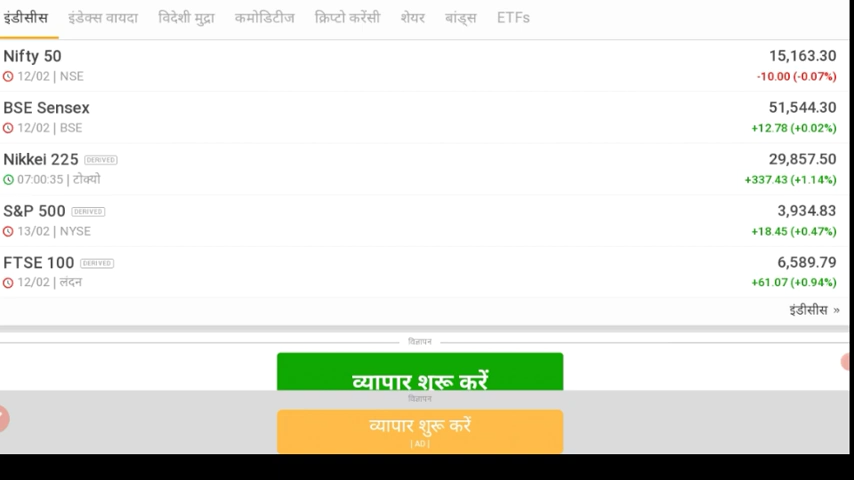 इंडीसीस इंडेक्स वायदा विदेशी मुद्रा कमोडिटीज क्रिप्टो करेंसी शेयर बांड्स ETFs
Nifty 50 15,163.30
12/02 | NSE -10.00 (-0.07%)
BSE Sensex 51,544.30
12/02 | BSE +12.78 (+0.02%)
Nikkei 225 DERIVED 29,857.50
07:00:35 | टोक्यो +337.43 (+1.14%)
S&P 500 DERIVED 3,934.83
13/02 | NYSE +18.45 (+0.47%)
FTSE 100 DERIVED 6,589.79
12/02 | लंदन +61.07 (+0.94%)
इंडीसीस »
विज्ञापन
व्यापार शुरू करें
विज्ञापन
व्यापार शुरू करें
[ AD ]